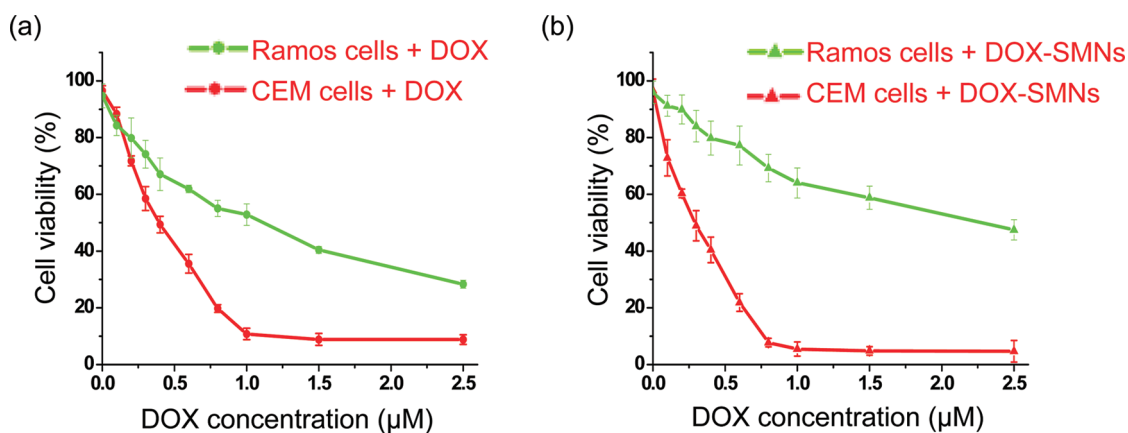 (a)
Ramos cells + DOX
CEM cells + DOX
Cell viability (%)
100
80
60
40
20
0
0.0 0.5 1.0 1.5 2.0 2.5
DOX concentration (µM)
(b)
Ramos cells + DOX-SMNs
CEM cells + DOX-SMNs
Cell viability (%)
100
80
60
40
20
0
0.0 0.5 1.0 1.5 2.0 2.5
DOX concentration (µM)